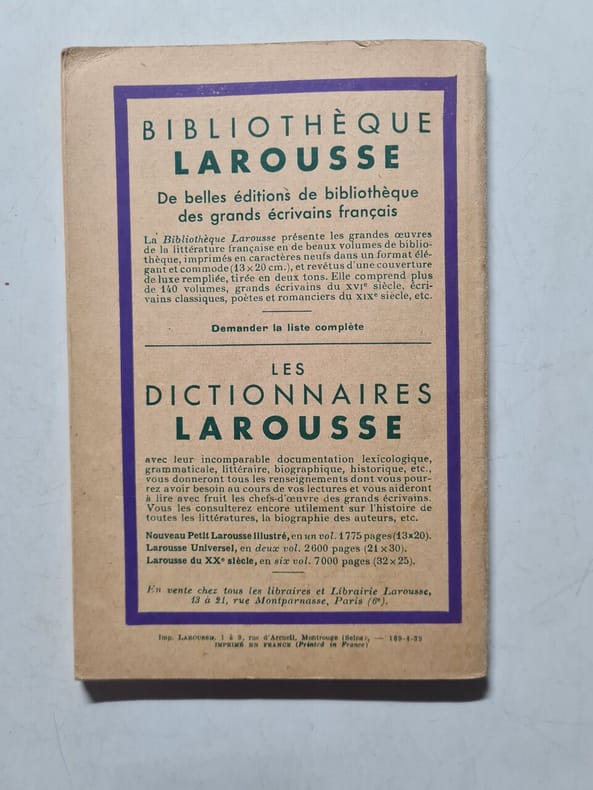 BIBLIOTHÈQUE
LAROUSSE
De belles éditions de bibliothèque
des grands écrivains français
La Bibliothèque Larousse présente les grandes œuvres
de la littérature française en de beaux volumes de biblio-
thèque, imprimés en caractères neufs dans un format élé-
gant et commode (13 × 20 cm.), et revêtus d'une couverture
de luxe rempliée, tirée en deux tons. Elle comprend plus
de 140 volumes, grands écrivains du XVIe siècle, écri-
vains classiques, poètes et romanciers du XIXe siècle, etc.
Demander la liste complète
LES
DICTIONNAIRES
LAROUSSE
avec leur incomparable documentation lexicologique,
grammaticale, littéraire, biographique, historique, etc.,
vous donneront tous les renseignements dont vous pour-
rez avoir besoin au cours de vos lectures et vous aideront
à lire avec fruit les chefs-d'œuvre des grands écrivains.
Vous les consulterez encore utilement sur l'histoire de
toutes les littératures, la biographie des auteurs, etc.
Nouveau Petit Larousse illustré, en un vol. 1775 pages (13×20).
Larousse Universel, en deux vol. 2600 pages (21 × 30).
Larousse du XXe siècle, en six vol. 7000 pages (32 × 25).
En vente chez tous les libraires et Librairie Larousse,
13 à 21, rue Montparnasse, Paris (6e).
Imp. LAROUSSE, 1 à 9, rue d'Arcueil, Montrouge (Seine), — 189-4-39
IMPRIMÉ EN FRANCE (Printed in France)